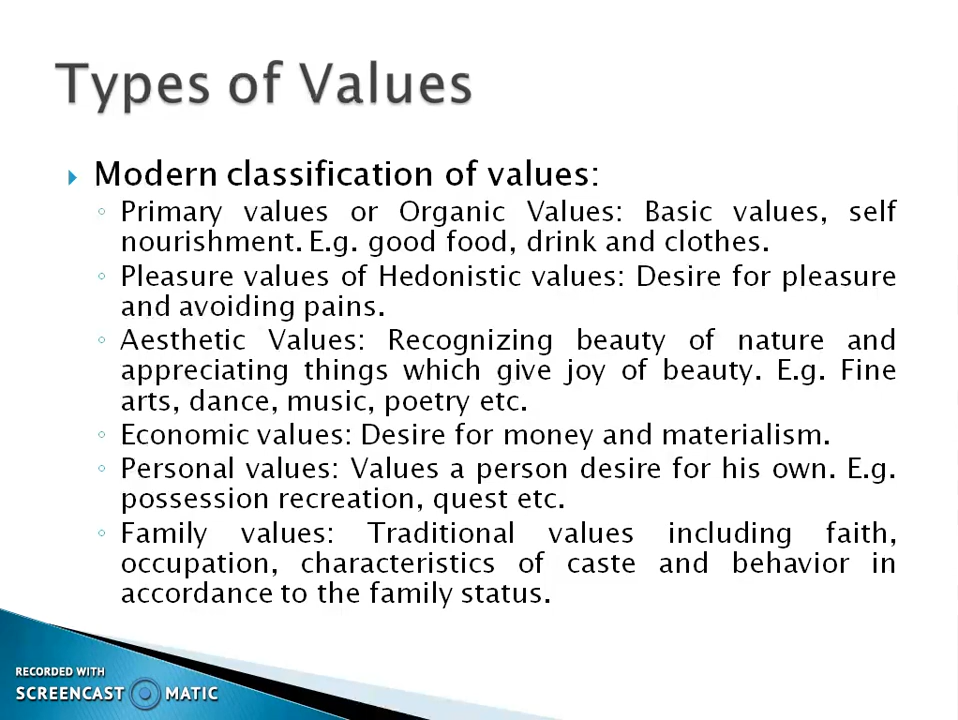 Types of Values
Modern classification of values:
Primary values or Organic Values: Basic values, self
nourishment. E.g. good food, drink and clothes.
Pleasure values of Hedonistic values: Desire for pleasure
and avoiding pains.
Aesthetic Values: Recognizing beauty of nature and
appreciating things which give joy of beauty. E.g. Fine
arts, dance, music, poetry etc.
Economic values: Desire for money and materialism.
Personal values: Values a person desire for his own. E.g.
possession recreation, quest etc.
Family values: Traditional values including faith,
occupation, characteristics of caste and behavior in
accordance to the family status.
RECORDED WITH
SCREENCAST MATIC